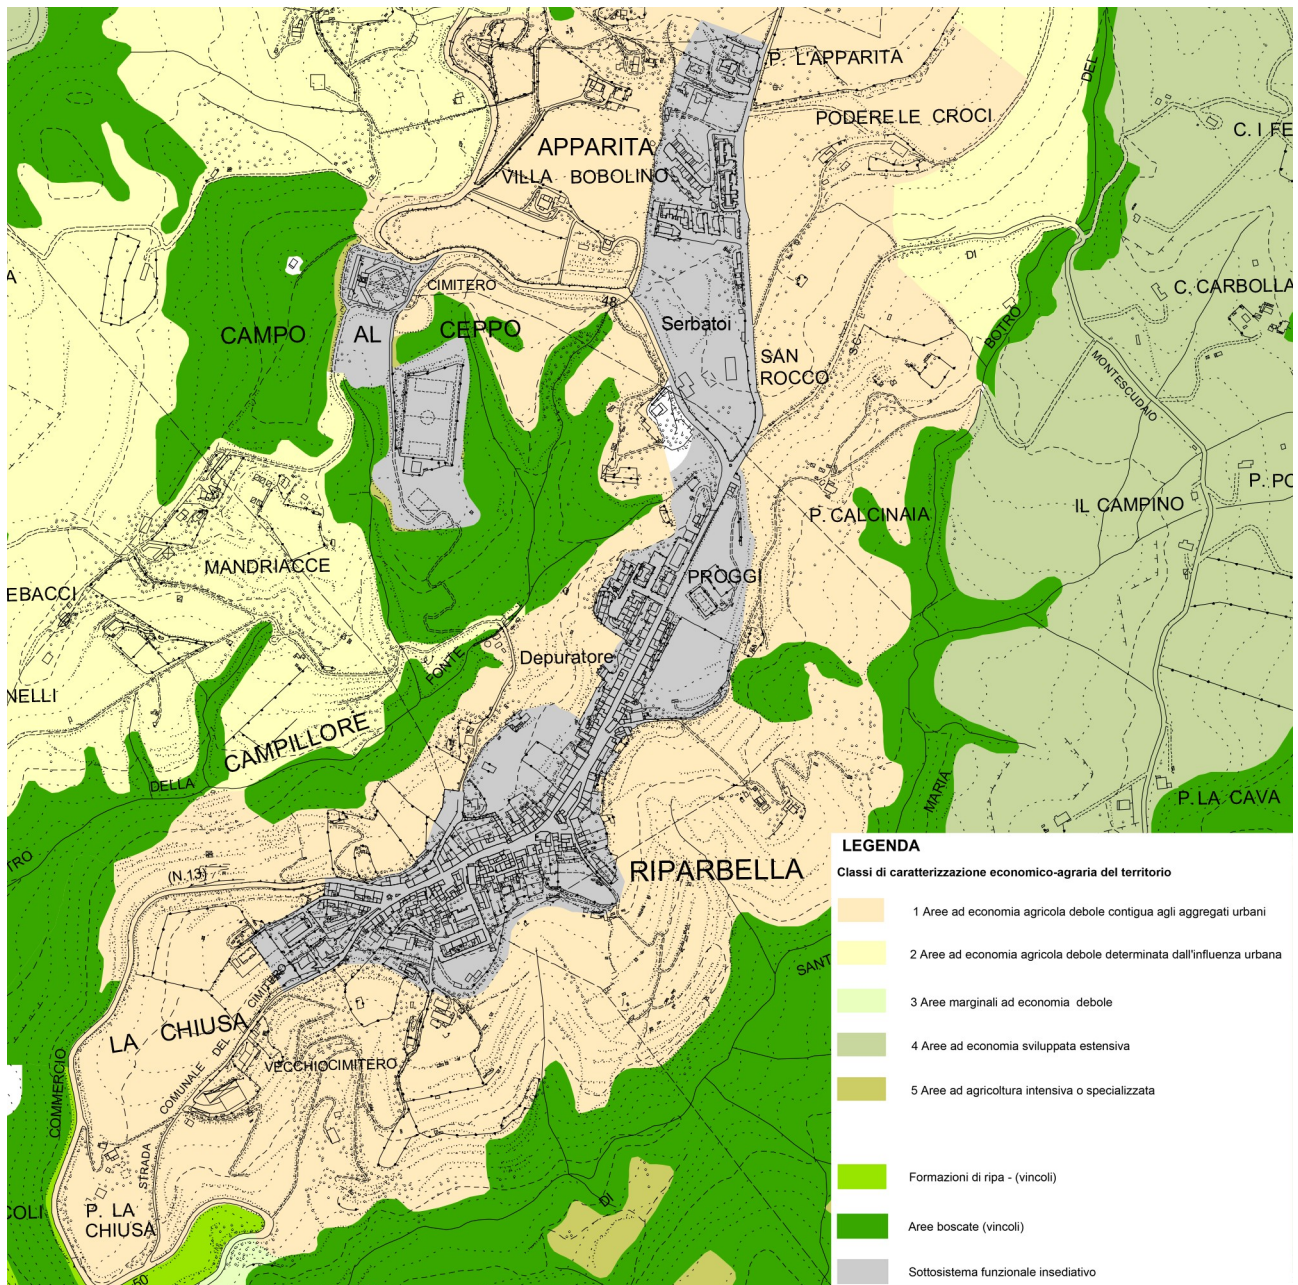 P. L'APPARITA
DEL
PODERE LE CROCI
C. I FE
APPARITA
VILLA BOBOLINO
DI
A
CIMITERO
C. CARBOLLA
48
CAMPO AL CEPPO
Serbatoi
BOTRO
S.C.
SAN
ROCCO
MONTESCUDAIO
P. PO
P. CALCINAIA
IL CAMPINO
MANDRIACCE
PROGGI
EBACCI
Depuratore
FONTE
NELLI
CAMPILLORE
DELLA
MARIA
P. LA CAVA
TRO
(N.13)
RIPARBELLA
SANT
CIMITERO
LA CHIUSA
DEL
VECCHIOCIMITERO
COMUNALE
COMMERCIO
STRADA
DI
COLI
P. LA
CHIUSA
50
LEGENDA
Classi di caratterizzazione economico-agraria del territorio
1 Aree ad economia agricola debole contigua agli aggregati urbani
2 Aree ad economia agricola debole determinata dall'influenza urbana
3 Aree marginali ad economia debole
4 Aree ad economia sviluppata estensiva
5 Aree ad agricoltura intensiva o specializzata
Formazioni di ripa - (vincoli)
Aree boscate (vincoli)
Sottosistema funzionale insediativo